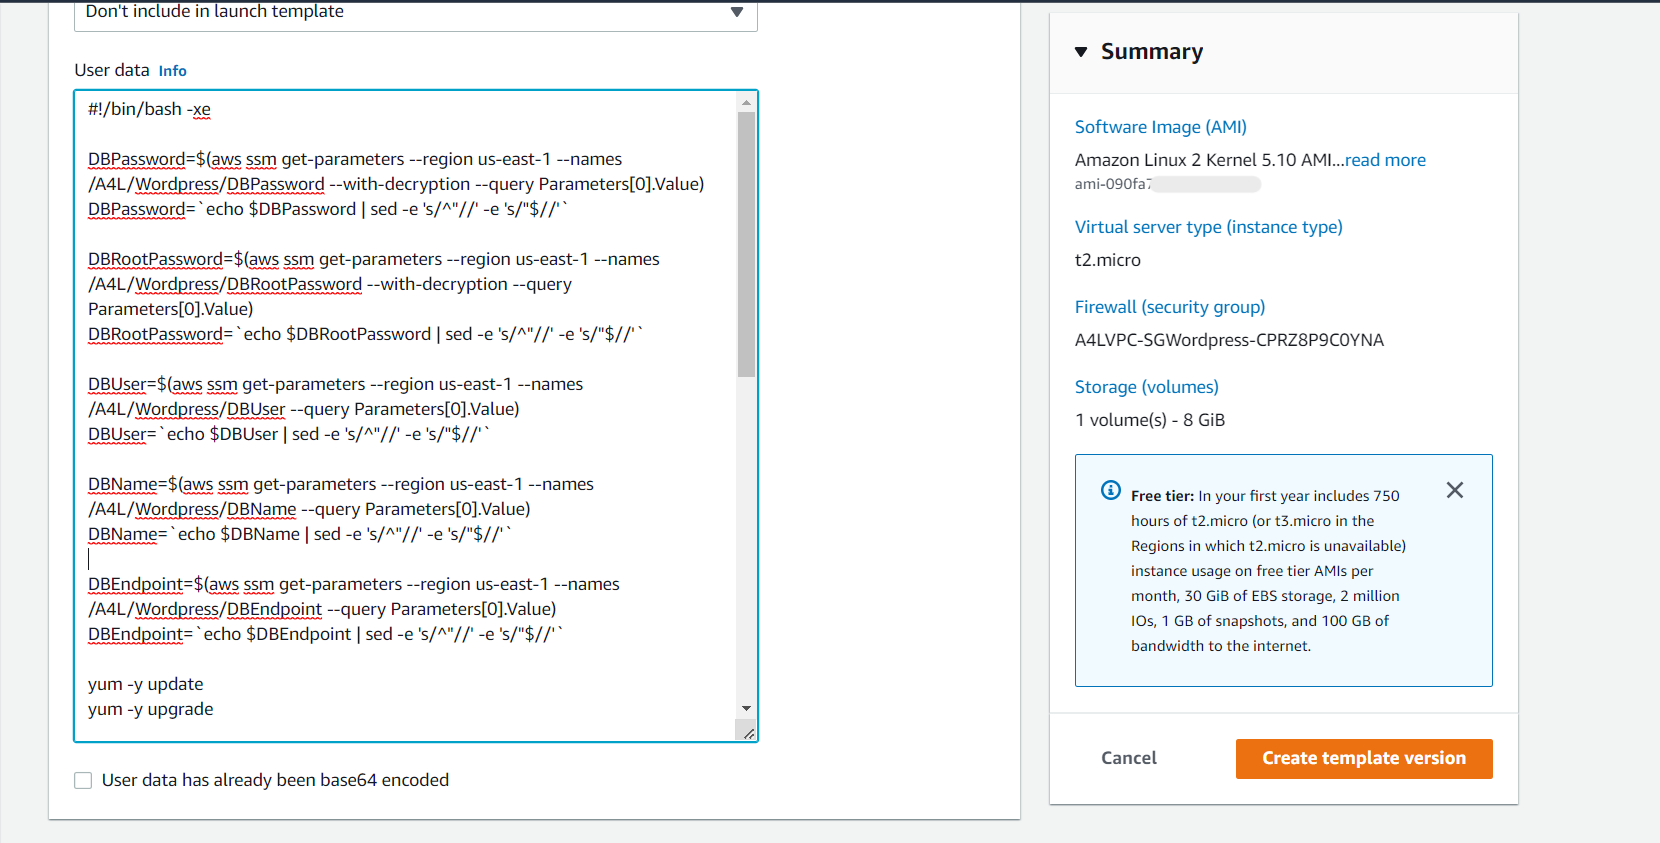 Don't include in launch template
User data Info
#!/bin/bash -xe
DBPassword=$(aws ssm get-parameters --region us-east-1 --names
/A4L/Wordpress/DBPassword --with-decryption --query Parameters[0].Value)
DBPassword=`echo $DBPassword | sed -e 's/^"//' -e 's/"$//'`
DBRootPassword=$(aws ssm get-parameters --region us-east-1 --names
/A4L/Wordpress/DBRootPassword --with-decryption --query
Parameters[0].Value)
DBRootPassword=`echo $DBRootPassword | sed -e 's/^"//' -e 's/"$//'`
DBUser=$(aws ssm get-parameters --region us-east-1 --names
/A4L/Wordpress/DBUser --query Parameters[0].Value)
DBUser=`echo $DBUser | sed -e 's/^"//' -e 's/"$//'`
DBName=$(aws ssm get-parameters --region us-east-1 --names
/A4L/Wordpress/DBName --query Parameters[0].Value)
DBName=`echo $DBName | sed -e 's/^"//' -e 's/"$//'`
DBEndpoint=$(aws ssm get-parameters --region us-east-1 --names
/A4L/Wordpress/DBEndpoint --query Parameters[0].Value)
DBEndpoint=`echo $DBEndpoint | sed -e 's/^"//' -e 's/"$//'`
yum -y update
yum -y upgrade
User data has already been base64 encoded
Summary
Software Image (AMI)
Amazon Linux 2 Kernel 5.10 AMI...read more
ami-090fa7
Virtual server type (instance type)
t2.micro
Firewall (security group)
A4LVPC-SGWordpress-CPRZ8P9C0YNA
Storage (volumes)
1 volume(s) - 8 GiB
Free tier: In your first year includes 750
hours of t2.micro (or t3.micro in the
Regions in which t2.micro is unavailable)
instance usage on free tier AMIs per
month, 30 GiB of EBS storage, 2 million
IOs, 1 GB of snapshots, and 100 GB of
bandwidth to the internet.
Cancel
Create template version